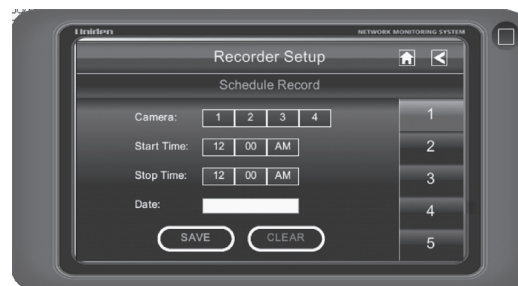 Uniden NETWORK MONITORING SYSTEM
Recorder Setup
Schedule Record
Camera: 1 2 3 4
Start Time: 12 00 AM
Stop Time: 12 00 AM
Date:
SAVE CLEAR
1
2
3
4
5